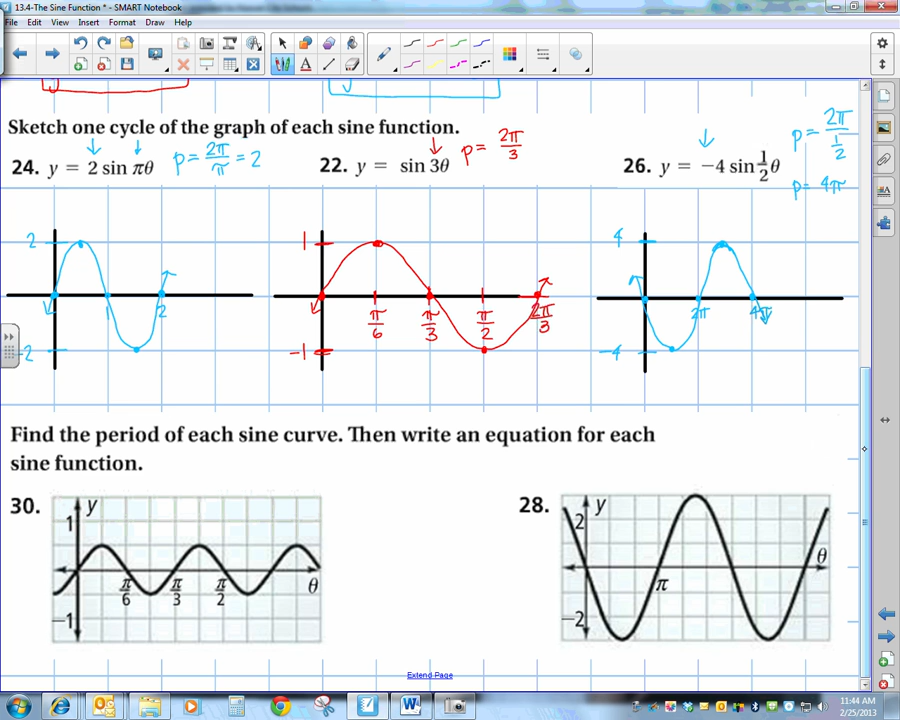 13.4-The Sine Function * - SMART Notebook
File Edit View Insert Format Draw Help
Sketch one cycle of the graph of each sine function.
24. y = 2 sin πθ
p = 2π/π = 2
22. y = sin 3θ
p = 2π/3
26. y = −4 sin 1/2 θ
p = 2π/(1/2)
p = 4π
2
1 2
-2
1
π/6 π/3 π/2 2π/3
-1
4
2π 4π
-4
Find the period of each sine curve. Then write an equation for each
sine function.
30.
y
1
π/6 π/3 π/2 θ
−1
28.
y
2
θ
π
−2
Extend Page
11:44 AM
2/25/2013